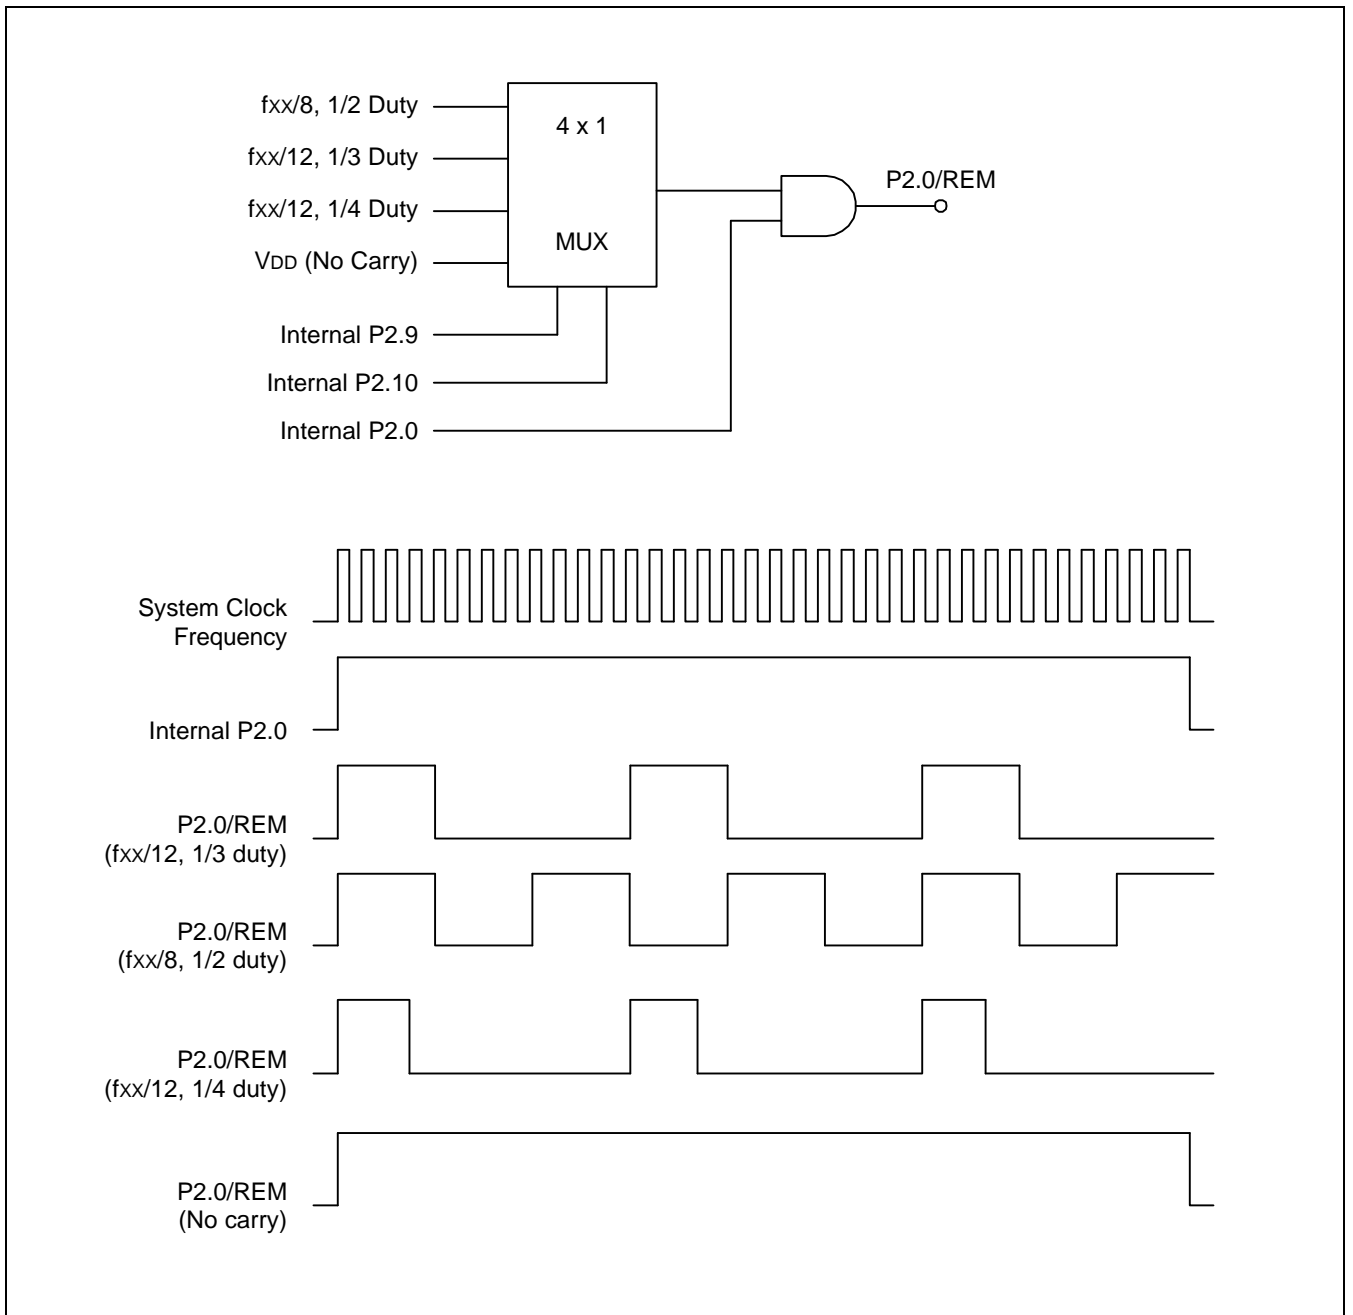 fxx/8, 1/2 Duty
fxx/12, 1/3 Duty
fxx/12, 1/4 Duty
VDD (No Carry)
4 x 1
MUX
P2.0/REM
Internal P2.9
Internal P2.10
Internal P2.0
System Clock
Frequency
Internal P2.0
P2.0/REM
(fxx/12, 1/3 duty)
P2.0/REM
(fxx/8, 1/2 duty)
P2.0/REM
(fxx/12, 1/4 duty)
P2.0/REM
(No carry)